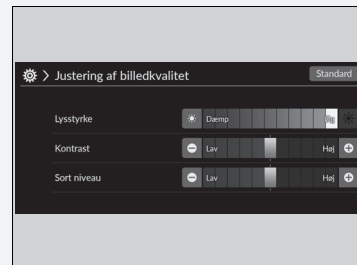 Justering af billedkvalitet
Standard
Lysstyrke Dæmp
Kontrast Lav Høj
Sort niveau Lav Høj